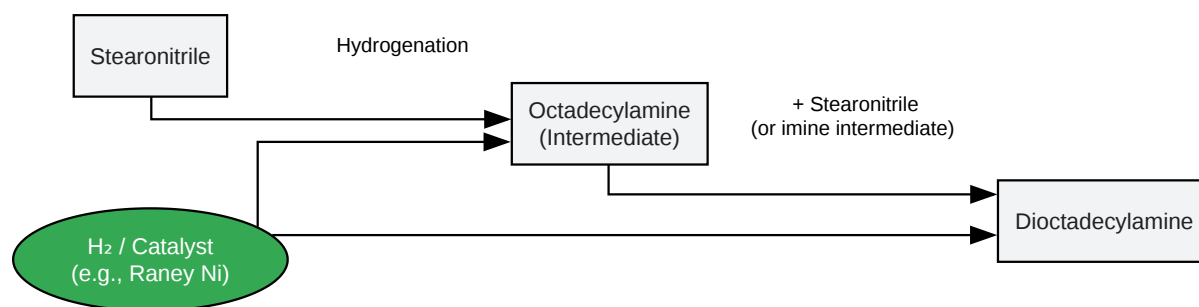 Stearonitrile
Hydrogenation
Octadecylamine
(Intermediate)
+ Stearonitrile
(or imine intermediate)
Dioctadecylamine
H₂ / Catalyst
(e.g., Raney Ni)